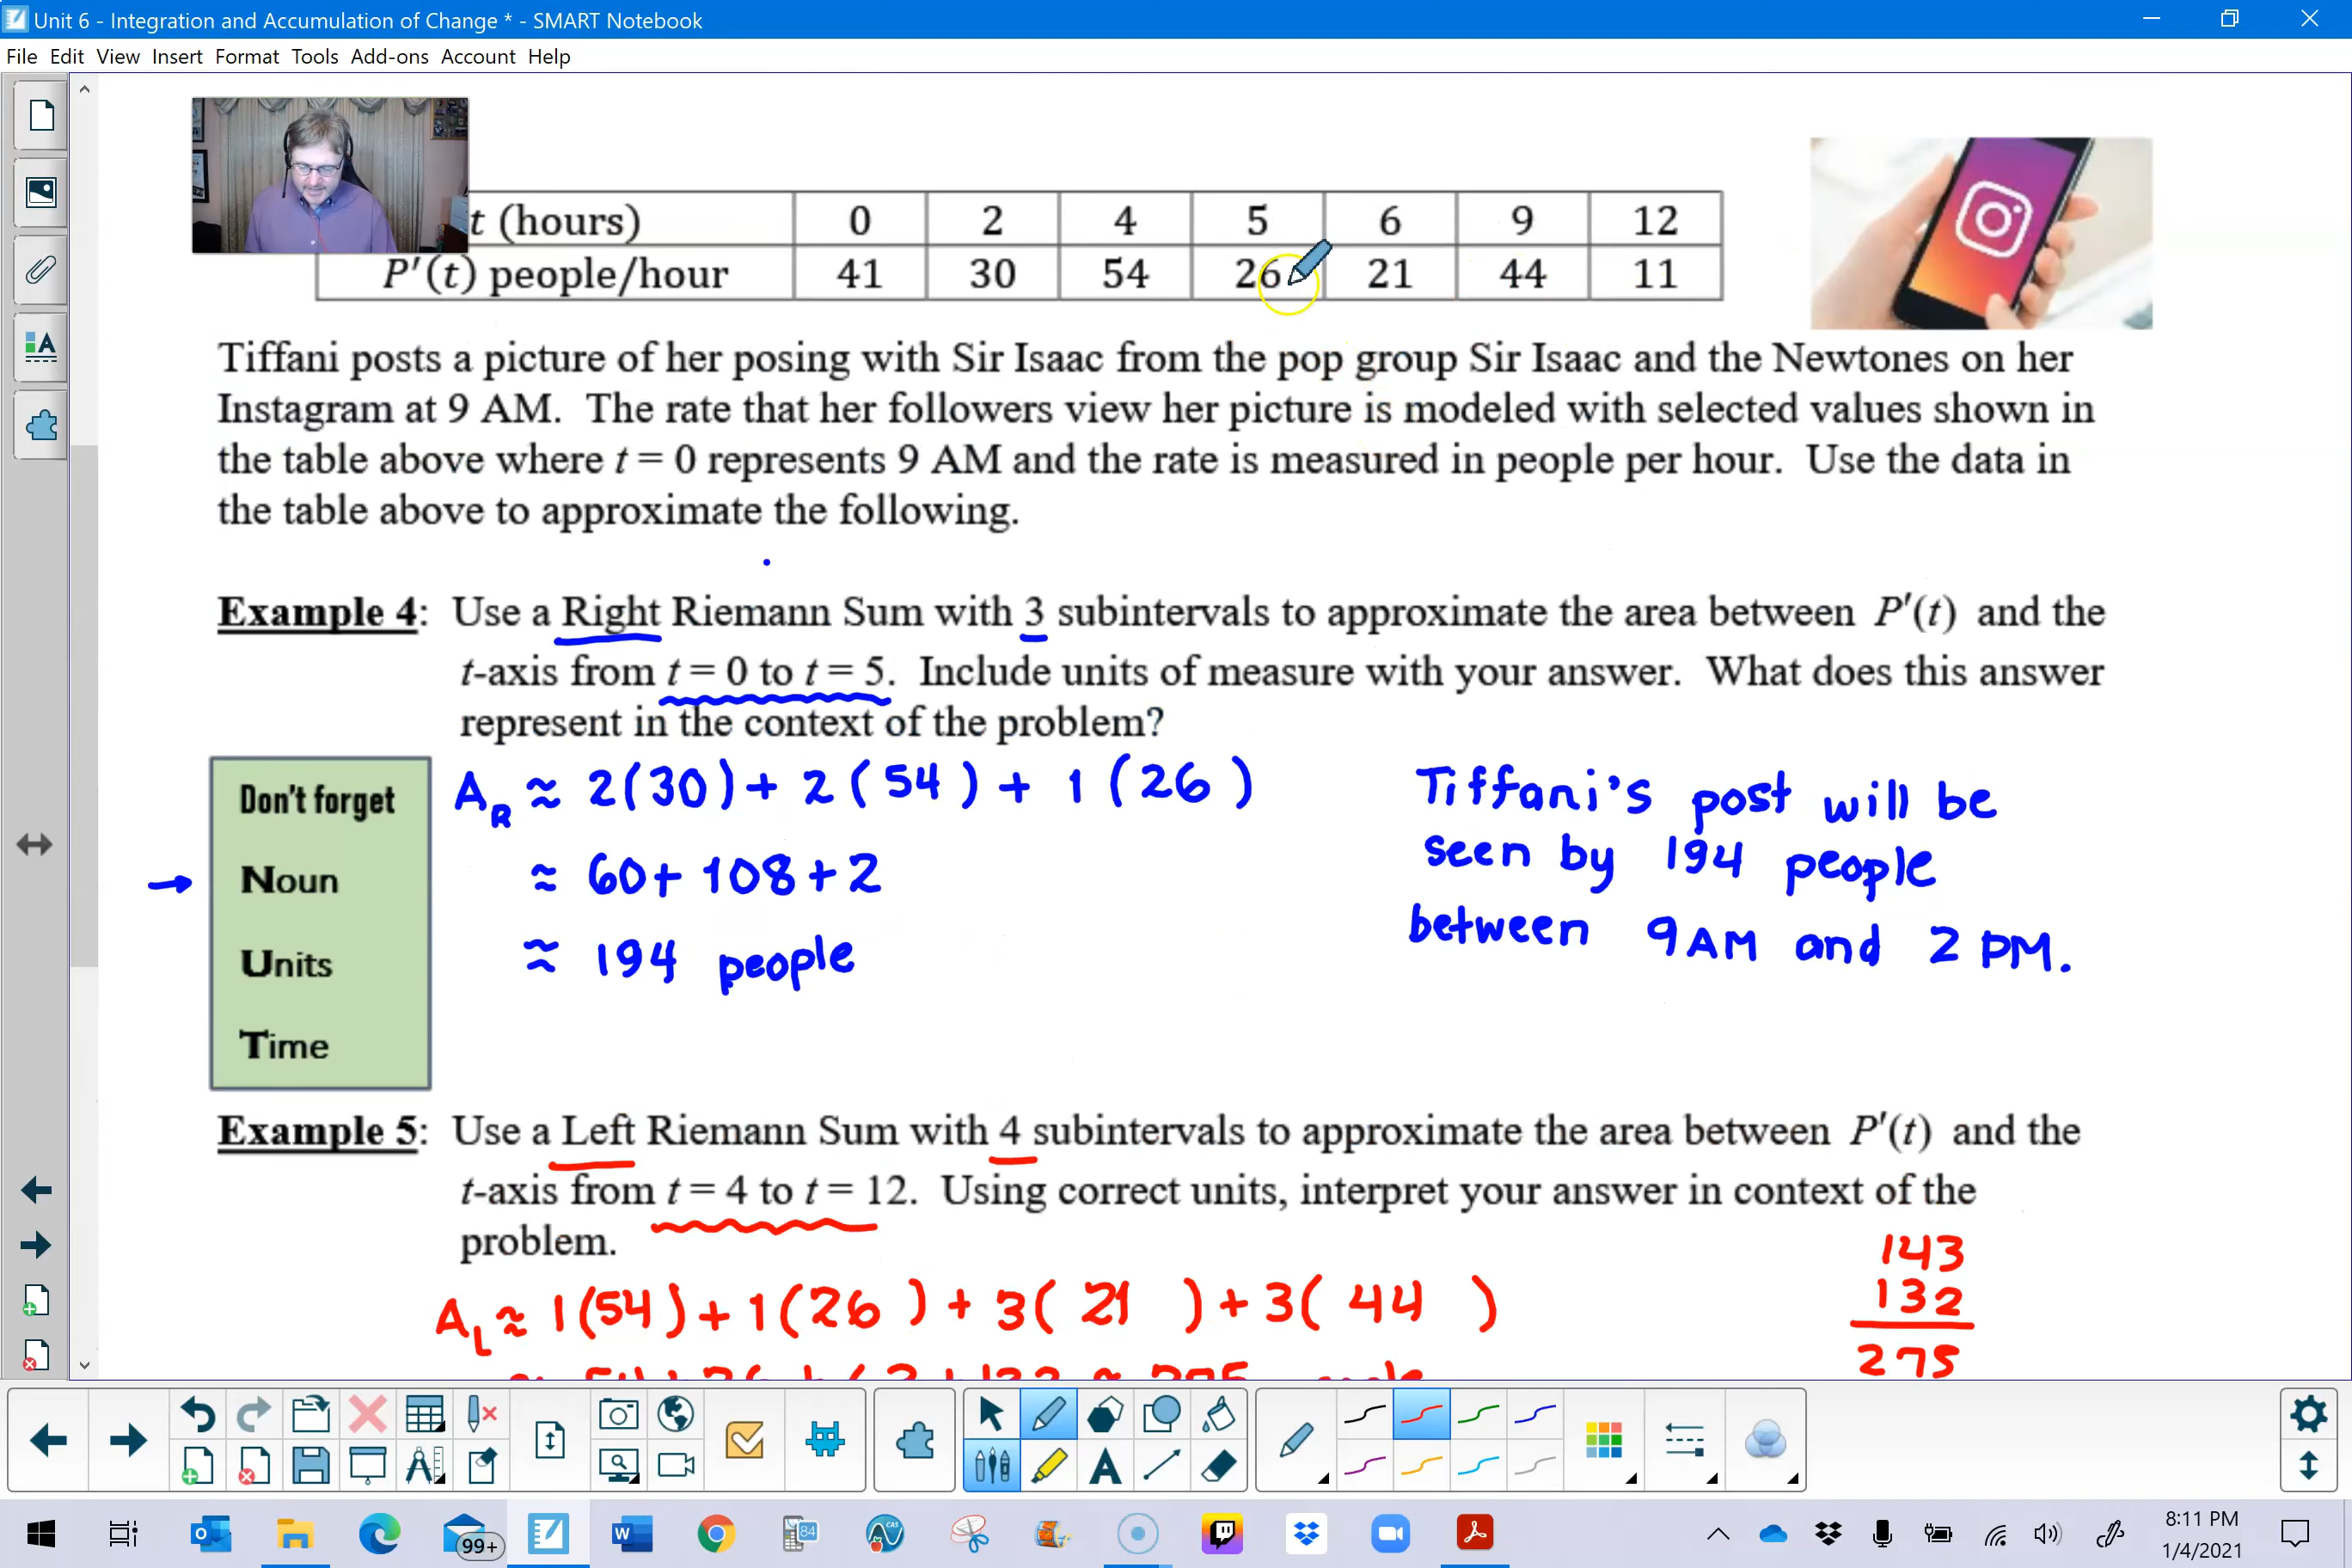 Unit 6 - Integration and Accumulation of Change * - SMART Notebook
File Edit View Insert Format Tools Add-ons Account Help
t (hours) 0 2 4 5 6 9 12
P′(t) people/hour 41 30 54 26 21 44 11
Tiffani posts a picture of her posing with Sir Isaac from the pop group Sir Isaac and the Newtones on her
Instagram at 9 AM. The rate that her followers view her picture is modeled with selected values shown in
the table above where t = 0 represents 9 AM and the rate is measured in people per hour. Use the data in
the table above to approximate the following.
Example 4: Use a Right Riemann Sum with 3 subintervals to approximate the area between P′(t) and the
t-axis from t = 0 to t = 5. Include units of measure with your answer. What does this answer
represent in the context of the problem?
Don't forget
Noun
Units
Time
A_R ≈ 2(30) + 2(54) + 1(26)
≈ 60 + 108 + 2
≈ 194 people
Tiffani's post will be
seen by 194 people
between 9AM and 2 PM.
Example 5: Use a Left Riemann Sum with 4 subintervals to approximate the area between P′(t) and the
t-axis from t = 4 to t = 12. Using correct units, interpret your answer in context of the
problem.
143
132
275
A_L ≈ 1(54) + 1(26) + 3(21) + 3(44)
99+
84
CAS
8:11 PM
1/4/2021